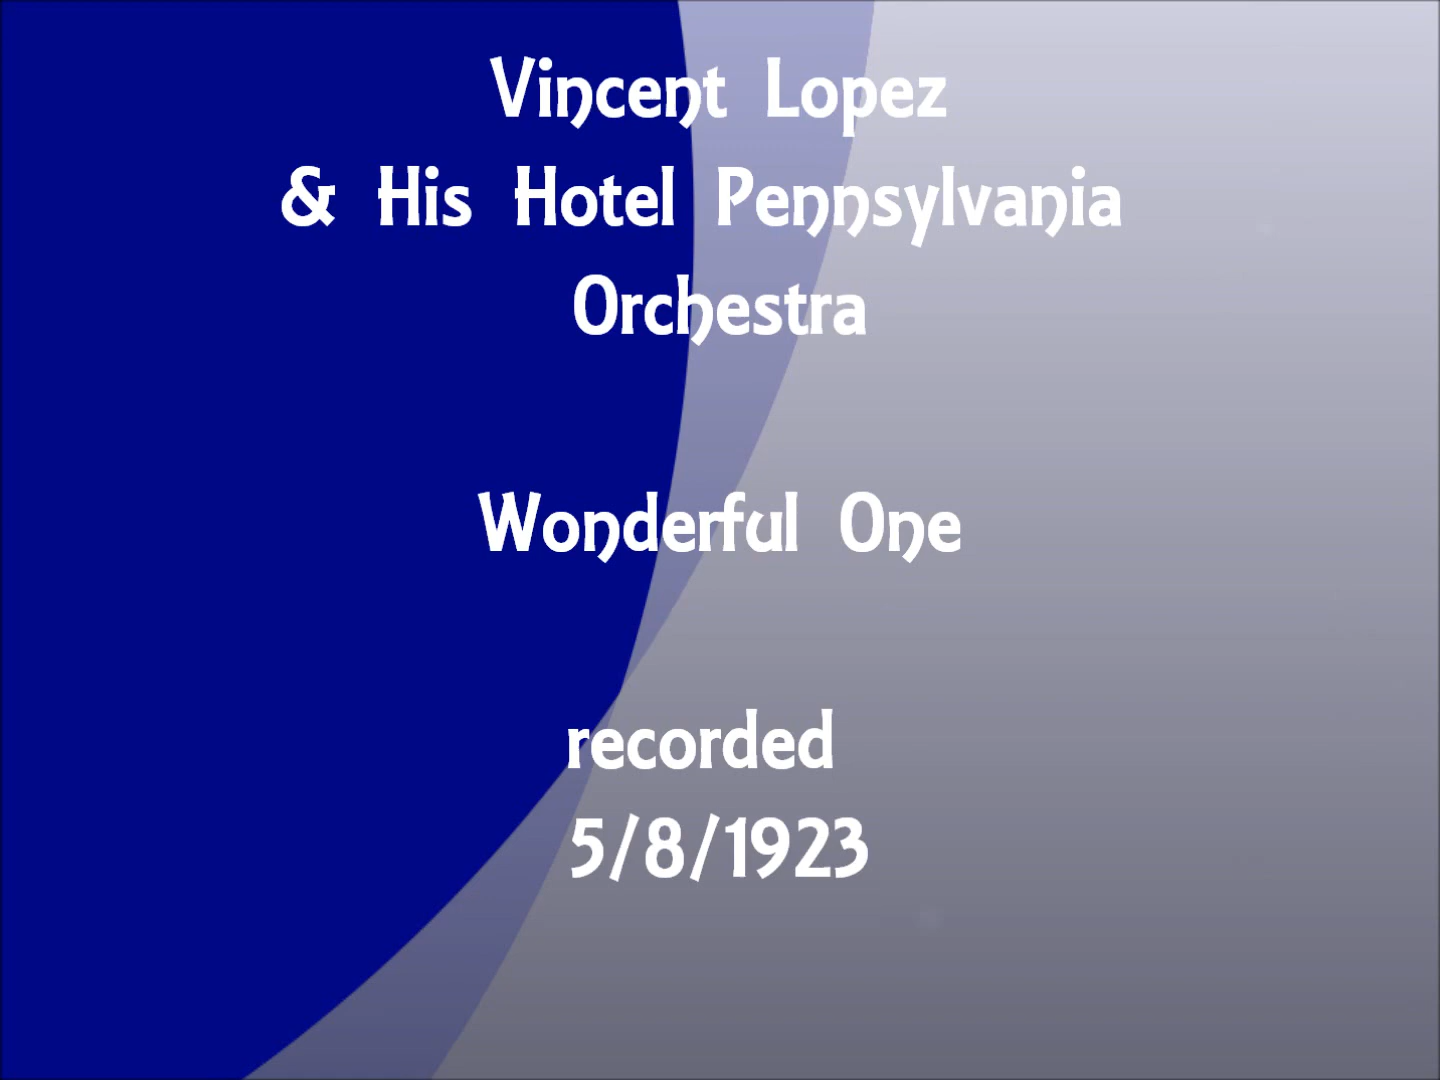 Vincent Lopez
& His Hotel Pennsylvania
Orchestra
Wonderful One
recorded
5/8/1923